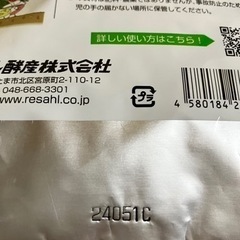 児の手の届かない場所に保管してください。
詳しい使い方はこちら！
酵産株式会社
たま市北区宮原町2-110-12
048-668-3301
www.resahl.co.jp
プラ
4 580184 2
24051C